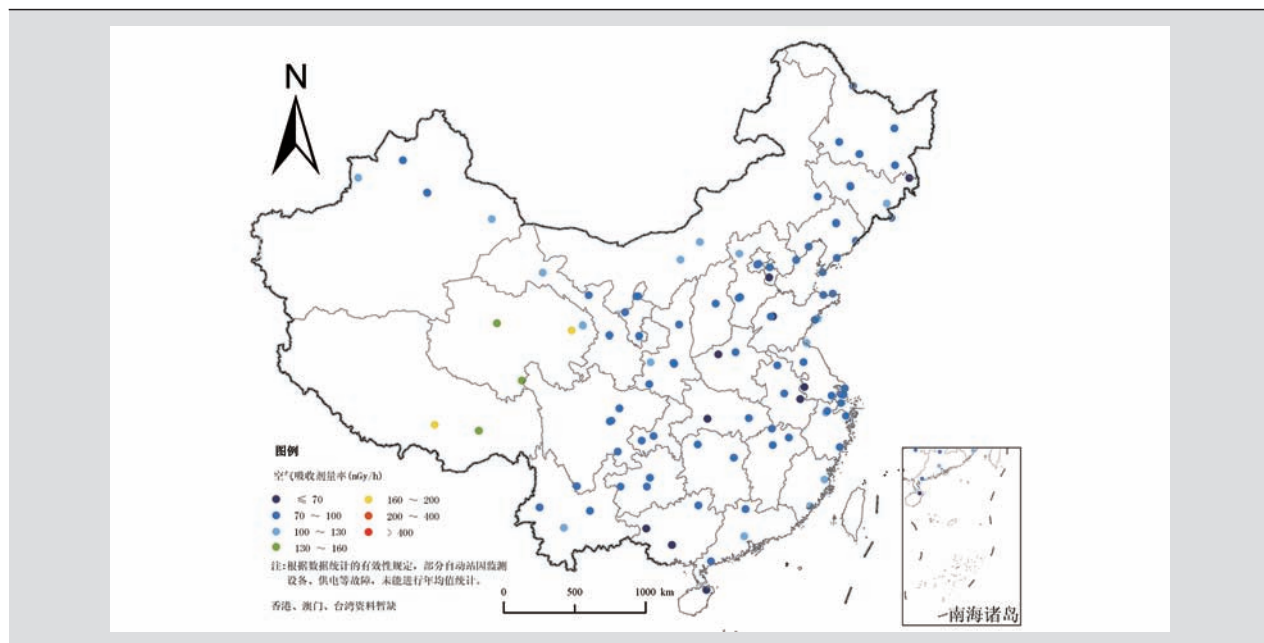 N
图例
空气吸收剂量率(nGy/h)
≤ 70
160 ～ 200
70 ～ 100
200 ～ 400
100 ～ 130
> 400
130 ～ 160
注:根据数据统计的有效性规定，部分自动站因监测
设备、供电等故障，未能进行年均值统计。
香港、澳门、台湾资料暂缺
0 500 1000 km
南海诸岛